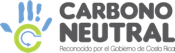 CARBONO
NEUTRAL
Reconocido por el Gobierno de Costa Rica